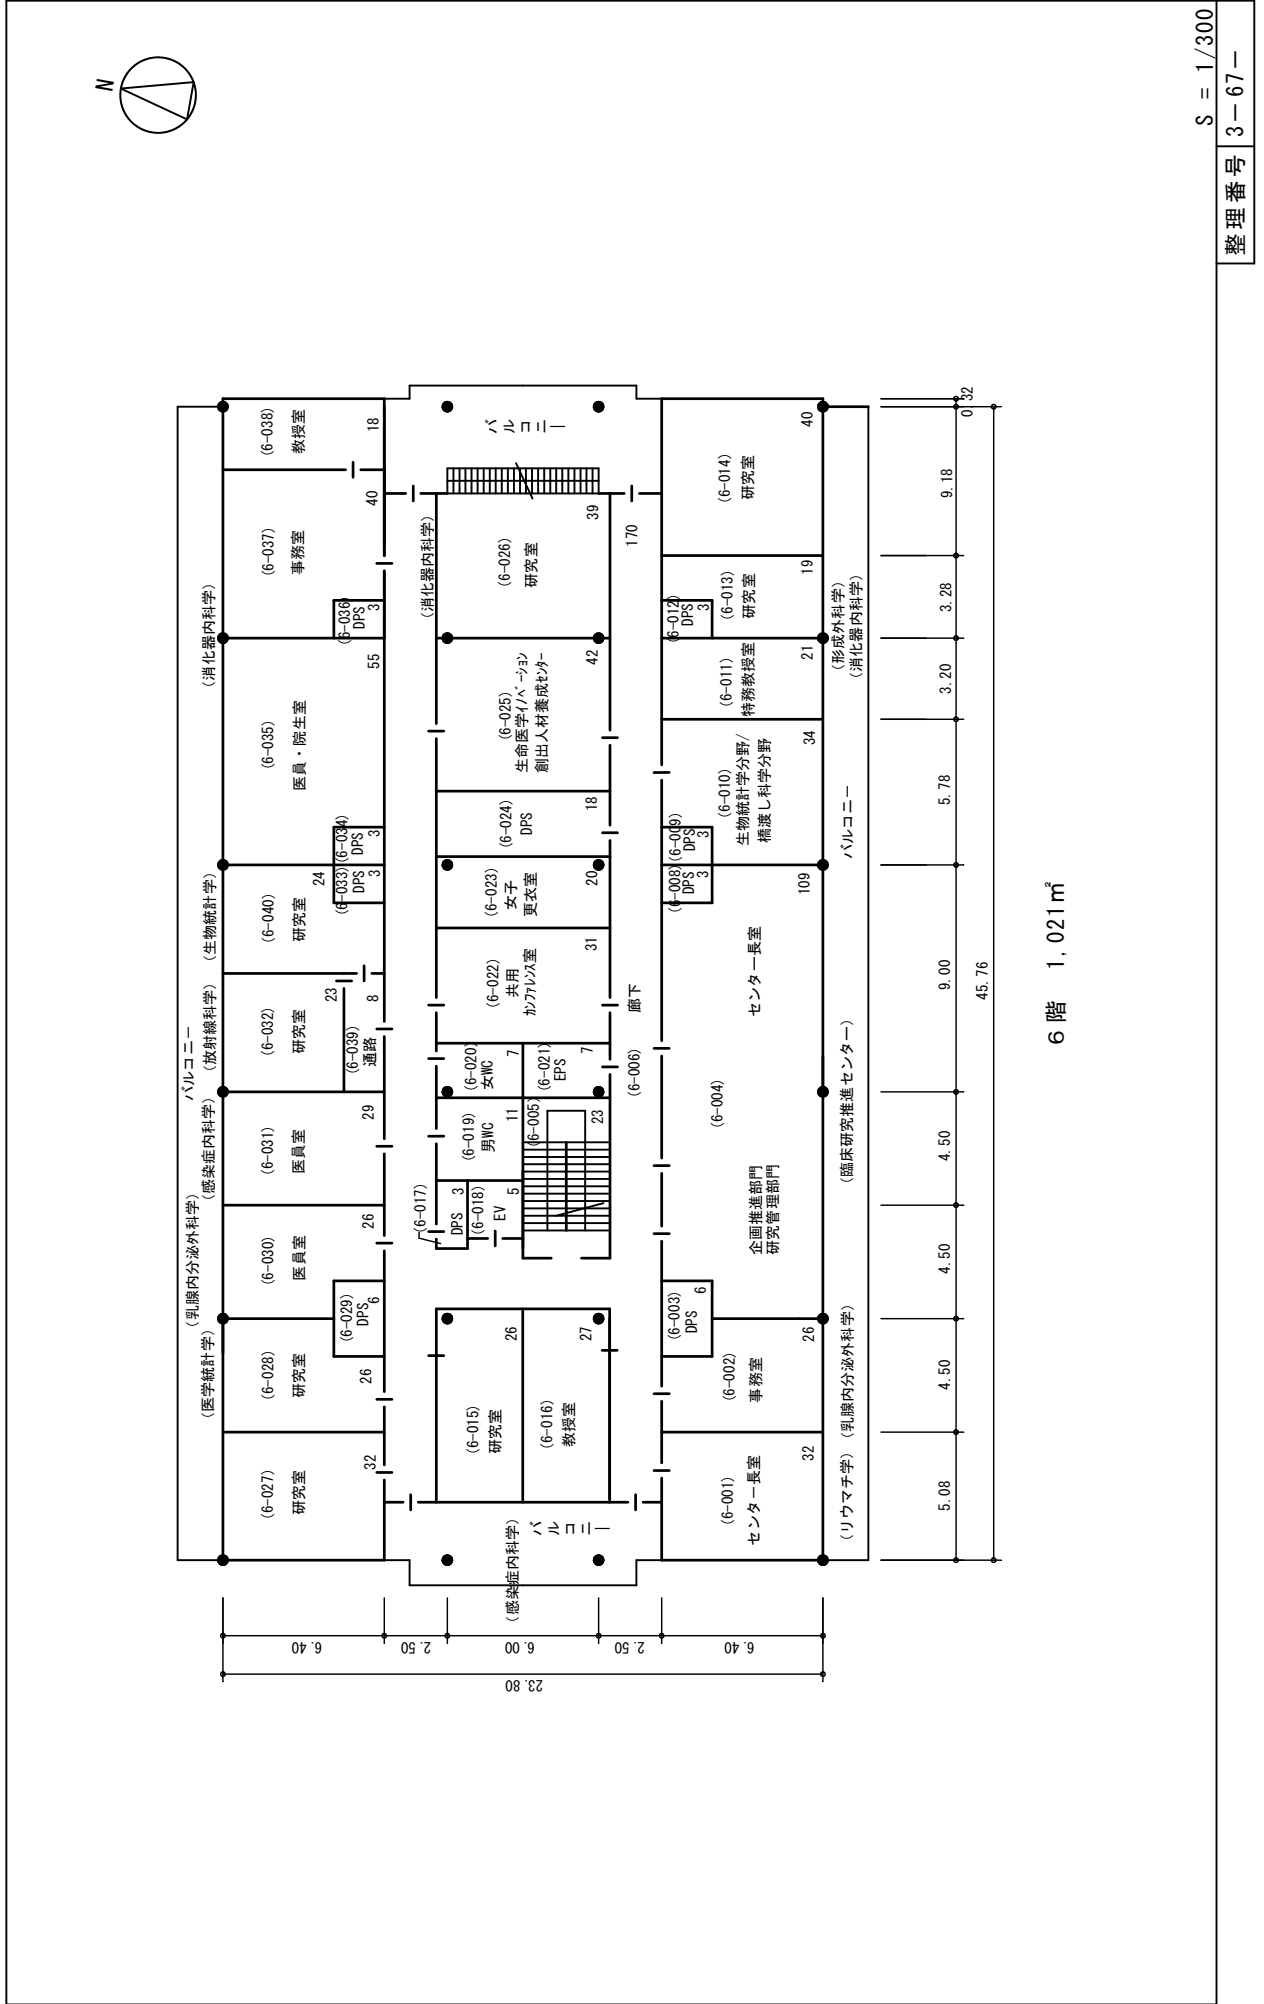 N
S = 1/300
整理番号 3－67－
バルコニー
(医学統計学)
(乳腺内分泌外科学)
(感染症内科学)
(放射線科学)
(生物統計学)
(消化器内科学)
(6-027)
研究室
32
(6-028)
研究室
26
(6-029)
DPS
6
(6-030)
医員室
26
(6-031)
医員室
29
(6-032)
研究室
23
(6-039)
通路
8
(6-040)
研究室
24
(6-033)
DPS
3
(6-034)
DPS
3
(6-035)
医員・院生室
55
(6-036)
DPS
3
(6-037)
事務室
40
(6-038)
教授室
18
(感染症内科学)
バルコニー
(6-015)
研究室
26
(6-016)
教授室
27
(6-017)
DPS
3
(6-018)
EV
5
(6-019)
男WC
11
(6-005)
23
(6-020)
女WC
7
(6-021)
EPS
7
(6-022)
共用
カンファレンス室
31
(6-023)
女子
更衣室
20
(6-024)
DPS
18
(6-025)
生命医学イノベーション
創出人材養成センター
42
(消化器内科学)
(6-026)
研究室
39
バルコニー
(6-006)
廊下
170
(6-001)
センター長室
32
(6-002)
事務室
26
(6-003)
DPS
6
(6-004)
企画推進部門
研究管理部門
センター長室
109
(6-008)
DPS
3
(6-009)
DPS
3
(6-010)
生物統計学分野/
橋渡し科学分野
34
(6-011)
特務教授室
21
(6-012)
DPS
3
(6-013)
研究室
19
(6-014)
研究室
40
(リウマチ学)
(乳腺内分泌外科学)
(臨床研究推進センター)
バルコニー
(形成外科学)
(消化器内科学)
5.08
4.50
4.50
4.50
9.00
5.78
3.20
3.28
9.18
0.32
45.76
6.40
2.50
6.00
2.50
6.40
23.80
6階 1,021㎡